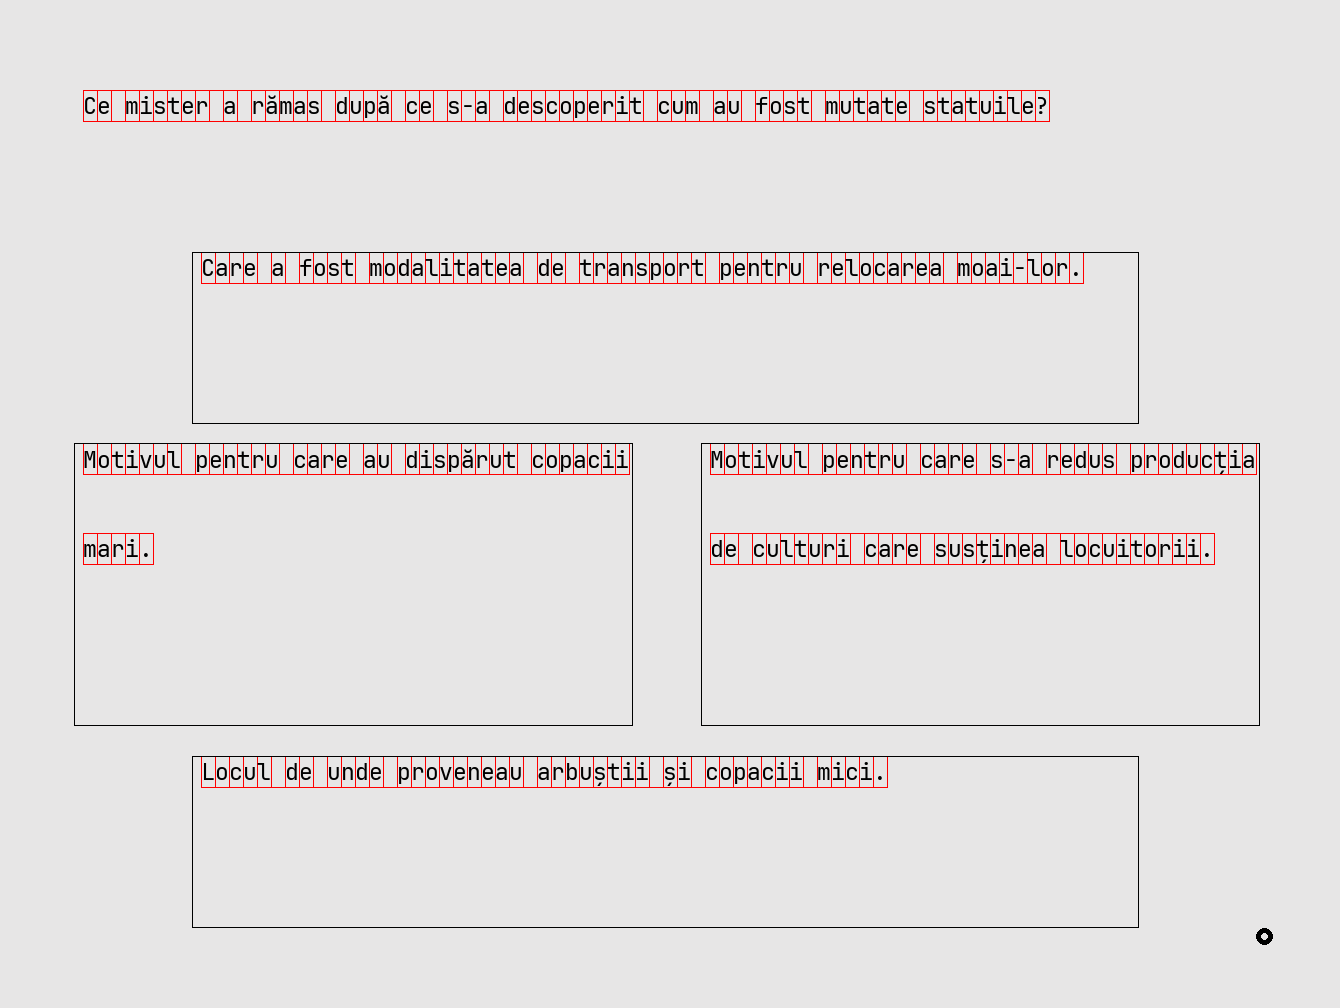 Ce mister a rămas după ce s-a descoperit cum au fost mutate statuile?
Care a fost modalitatea de transport pentru relocarea moai-lor.
Motivul pentru care au dispărut copacii
mari.
Motivul pentru care s-a redus producția
de culturi care susținea locuitorii.
Locul de unde proveneau arbuștii și copacii mici.